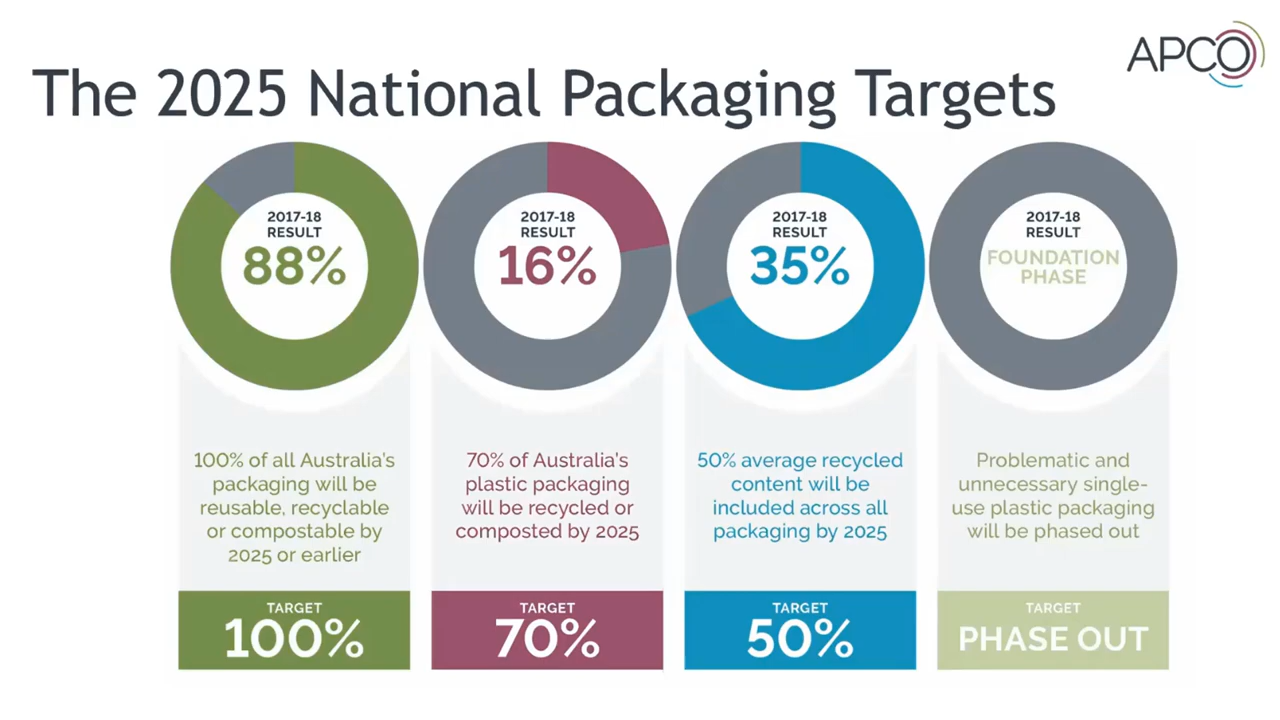 APCO
The 2025 National Packaging Targets
2017-18
RESULT
88%
100% of all Australia's
packaging will be
reusable, recyclable
or compostable by
2025 or earlier
TARGET
100%
2017-18
RESULT
16%
70% of Australia's
plastic packaging
will be recycled or
composted by 2025
TARGET
70%
2017-18
RESULT
35%
50% average recycled
content will be
included across all
packaging by 2025
TARGET
50%
2017-18
RESULT
FOUNDATION
PHASE
Problematic and
unnecessary single-
use plastic packaging
will be phased out
TARGET
PHASE OUT